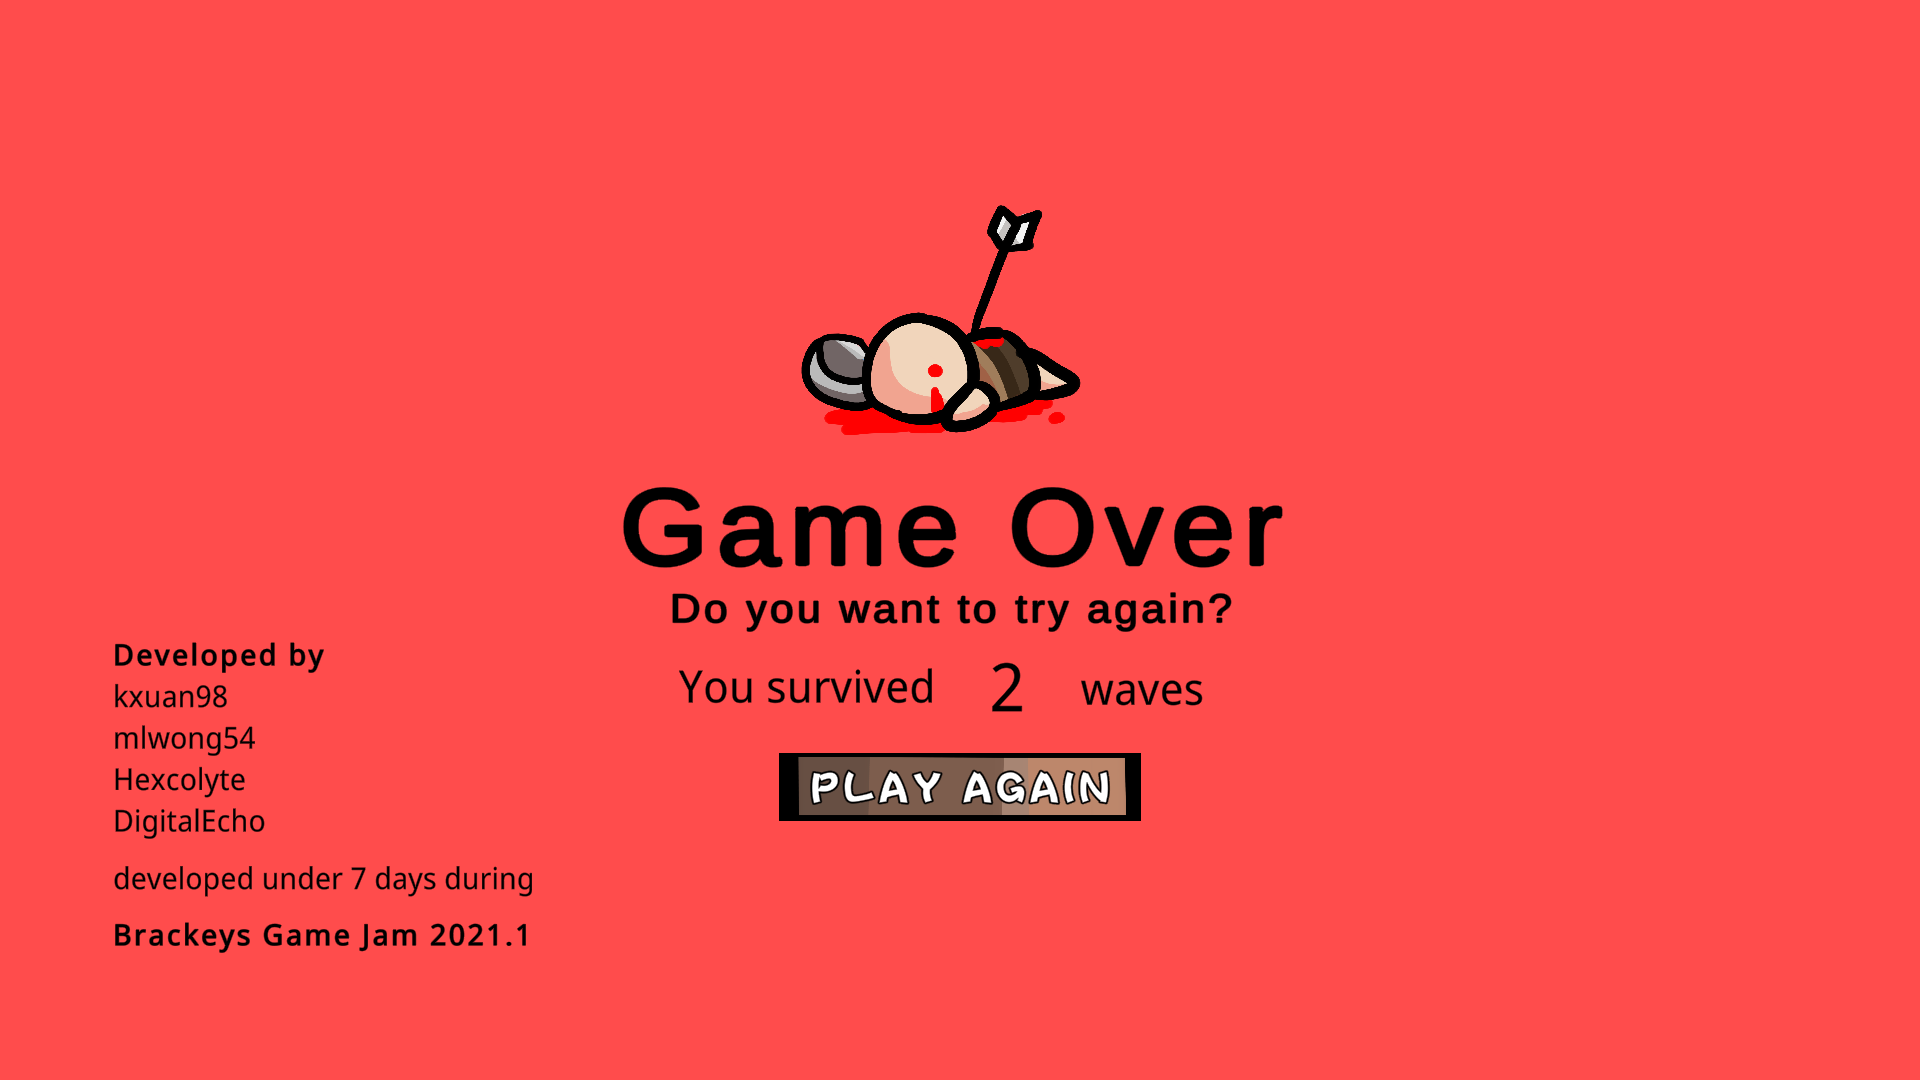 Game Over
Do you want to try again?
You survived 2 waves
PLAY AGAIN
Developed by
kxuan98
mlwong54
Hexcolyte
DigitalEcho
developed under 7 days during
Brackeys Game Jam 2021.1